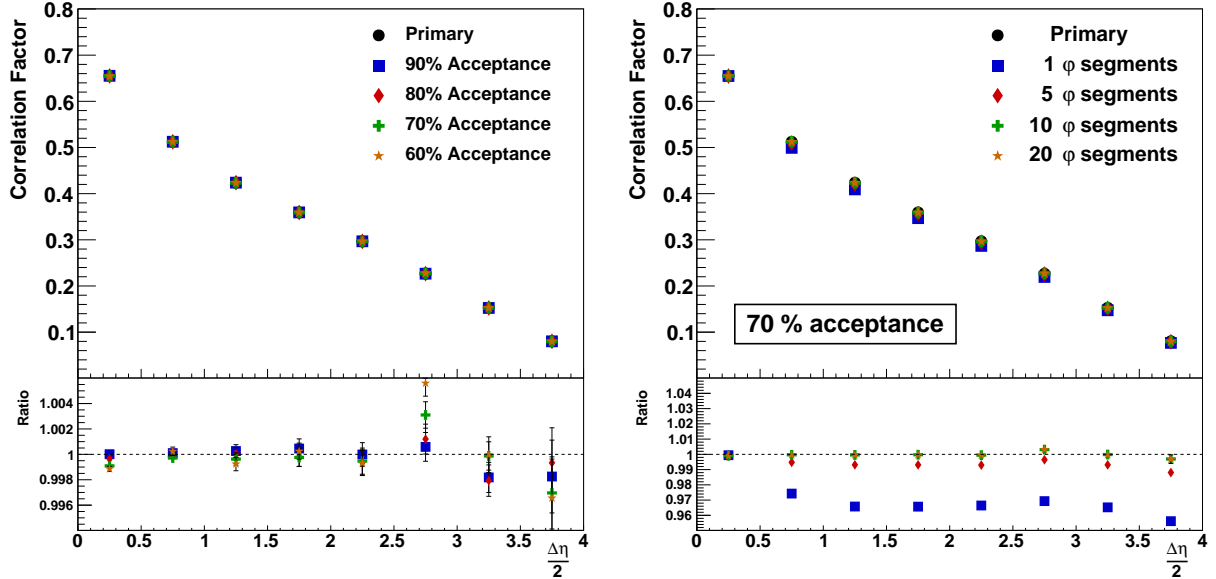 Correlation Factor
0.8
0.7
0.6
0.5
0.4
0.3
0.2
0.1
Primary
90% Acceptance
80% Acceptance
70% Acceptance
60% Acceptance
Ratio
1.004
1.002
1
0.998
0.996
0 0.5 1 1.5 2 2.5 3 3.5 4
Δη
2
Correlation Factor
0.8
0.7
0.6
0.5
0.4
0.3
0.2
0.1
Primary
1 φ segments
5 φ segments
10 φ segments
20 φ segments
70 % acceptance
Ratio
1.04
1.03
1.02
1.01
1
0.99
0.98
0.97
0.96
0 0.5 1 1.5 2 2.5 3 3.5 4
Δη
2